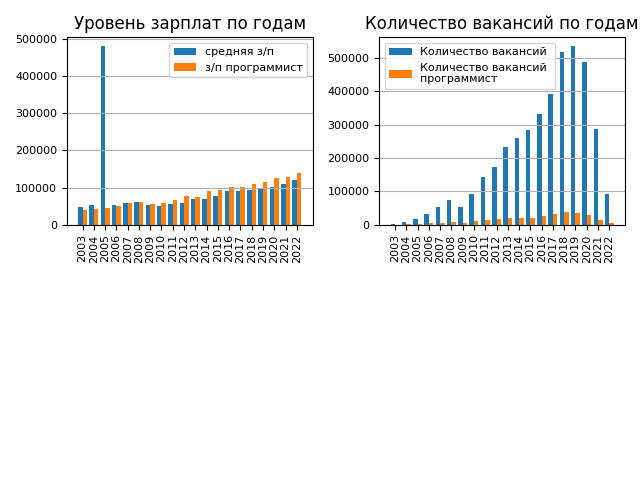 Уровень зарплат по годам
500000
400000
300000
200000
100000
0
средняя з/п
з/п программист
2003 2004 2005 2006 2007 2008 2009 2010 2011 2012 2013 2014 2015 2016 2017 2018 2019 2020 2021 2022
Количество вакансий по годам
500000
400000
300000
200000
100000
0
Количество вакансий
Количество вакансий
программист
2003 2004 2005 2006 2007 2008 2009 2010 2011 2012 2013 2014 2015 2016 2017 2018 2019 2020 2021 2022